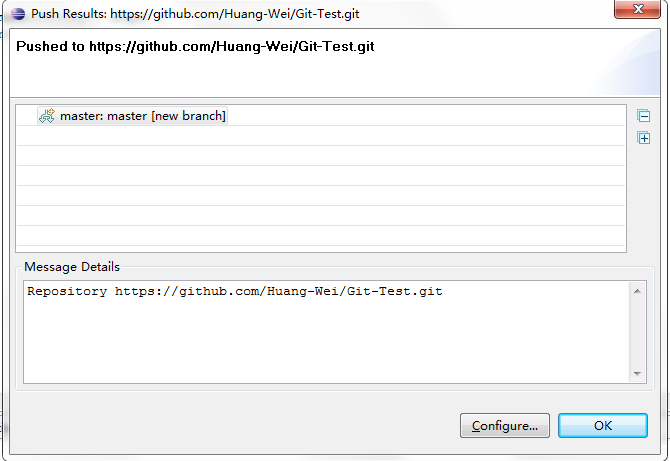 Push Results: https://github.com/Huang-Wei/Git-Test.git
Pushed to https://github.com/Huang-Wei/Git-Test.git
master: master [new branch]
Message Details
Repository https://github.com/Huang-Wei/Git-Test.git
Configure...
OK